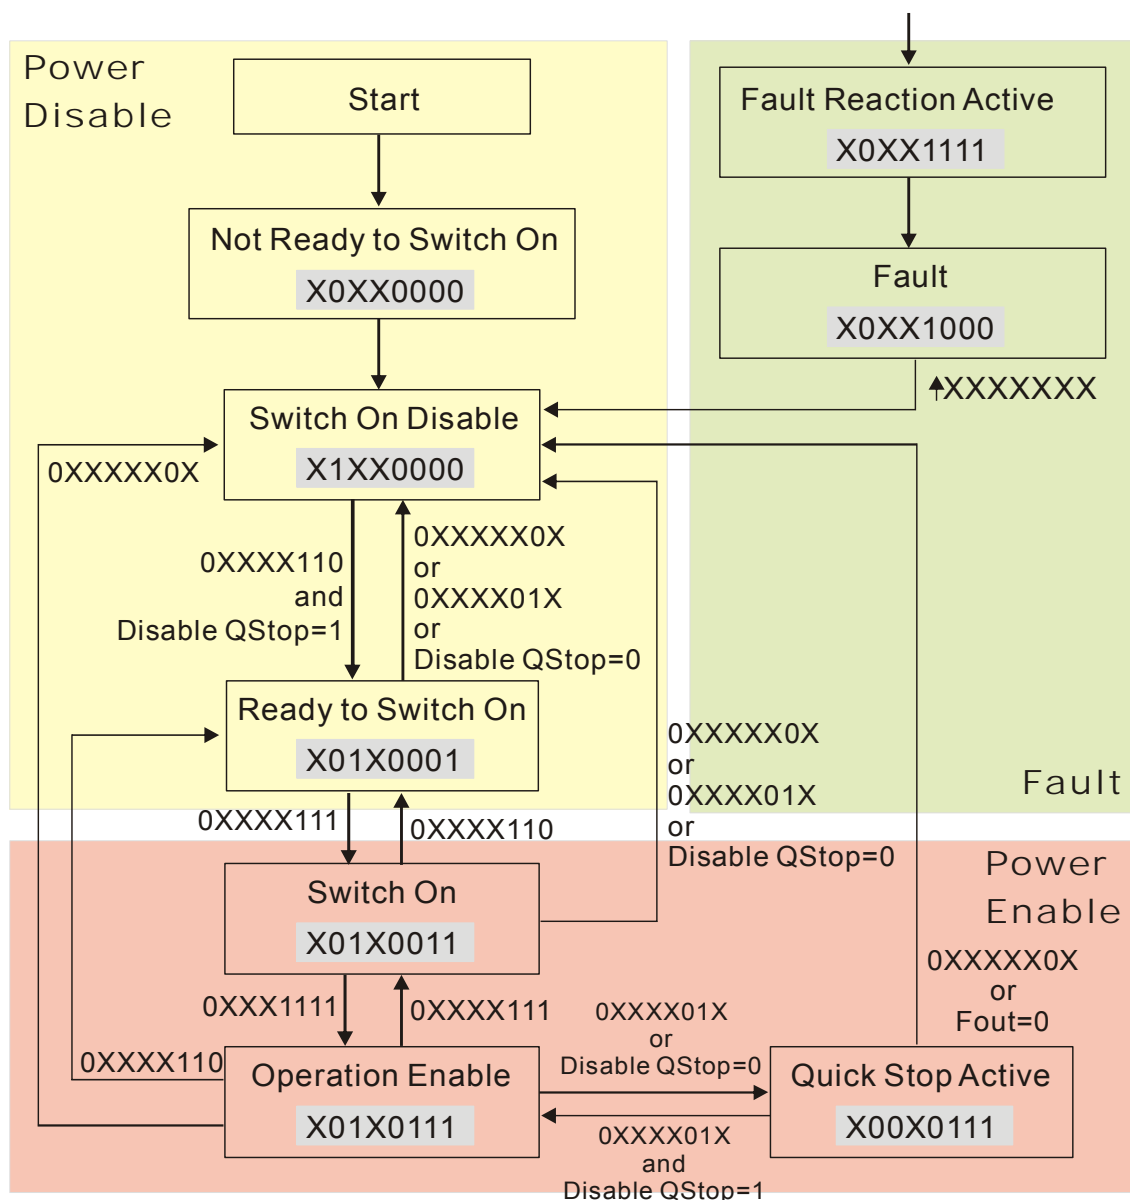 Power
Disable
Start
Not Ready to Switch On
X0XX0000
Switch On Disable
X1XX0000
0XXXXX0X
0XXXX110
and
Disable QStop=1
0XXXXX0X
or
0XXXX01X
or
Disable QStop=0
Ready to Switch On
X01X0001
0XXXX111
0XXXX110
Fault Reaction Active
X0XX1111
Fault
X0XX1000
XXXXXXX
Fault
0XXXXX0X
or
0XXXX01X
or
Disable QStop=0
Power
Enable
Switch On
X01X0011
0XXX1111
0XXXX111
0XXXX110
Operation Enable
X01X0111
0XXXX01X
or
Disable QStop=0
0XXXX01X
and
Disable QStop=1
0XXXXX0X
or
Fout=0
Quick Stop Active
X00X0111